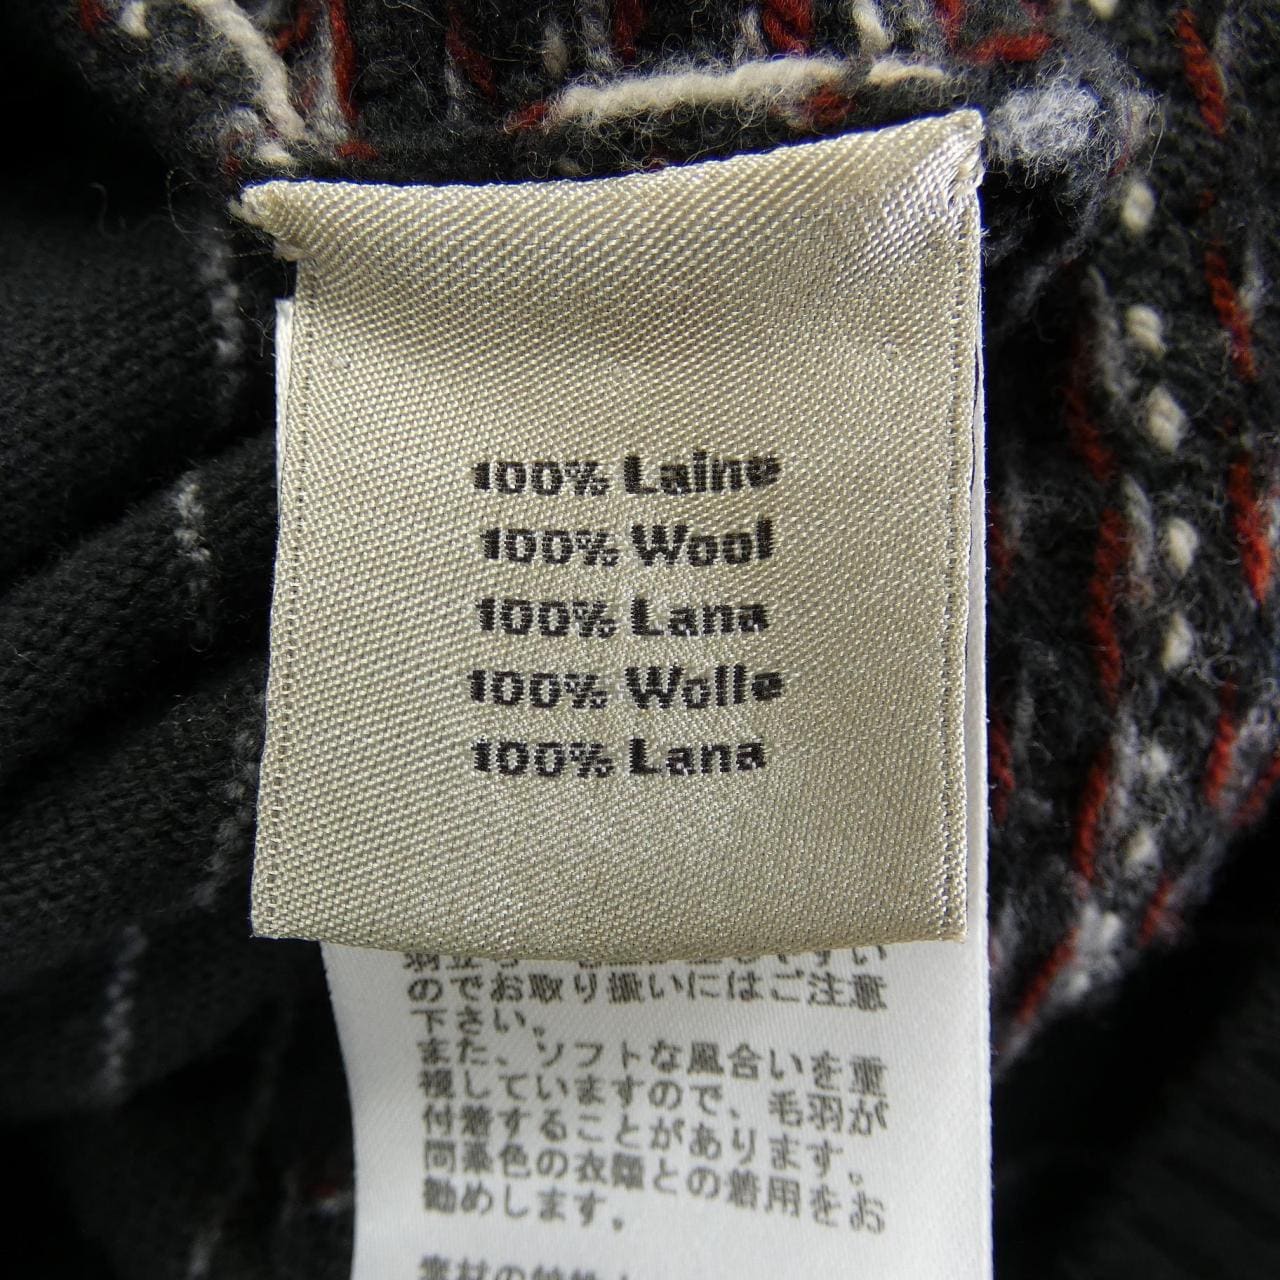 100% Laine
100% Wool
100% Lana
100% Wolle
100% Lana
のでお取り扱いにはご注意
下さい。
また、ソフトな風合いを重
視していますので、毛羽が
付着することがあります。
同系色の衣類との着用をお
勧めします。